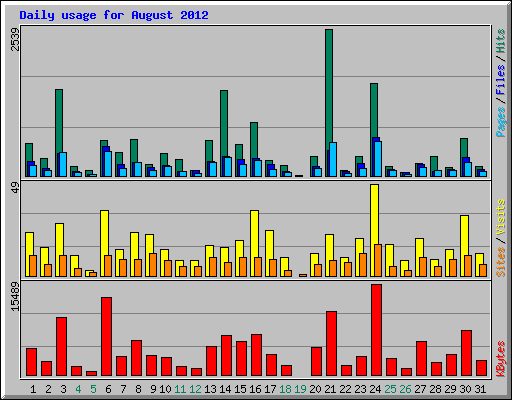 Daily usage for August 2012
2539
Pages / Files / Hits
49
Sites / Visits
15489
KBytes
1 2 3 4 5 6 7 8 9 10 11 12 13 14 15 16 17 18 19 20 21 22 23 24 25 26 27 28 29 30 31